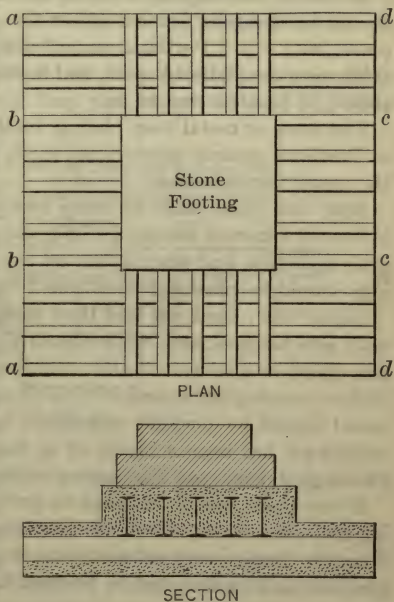 a d
b c
Stone
Footing
b c
a d
PLAN
SECTION